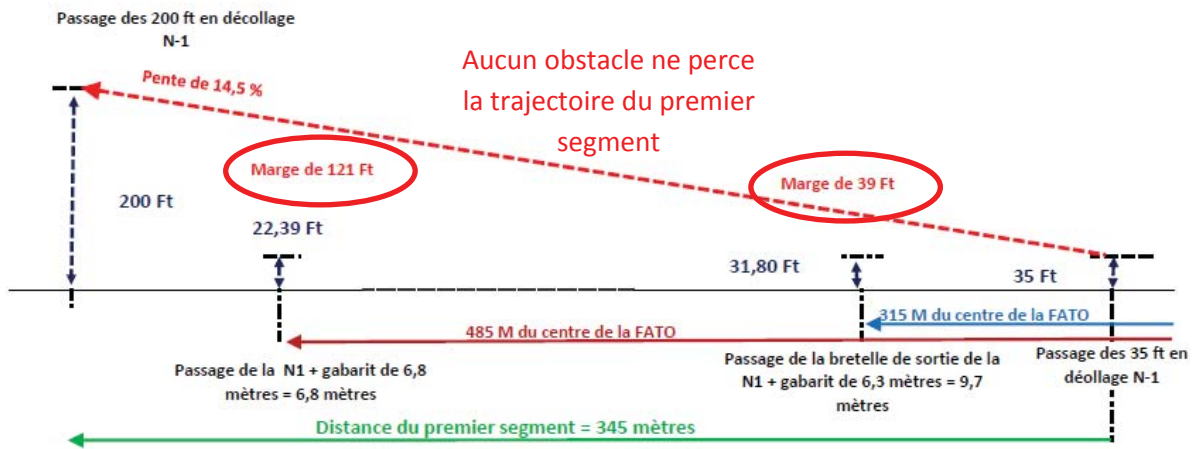 Passage des 200 ft en décollage
N-1
Aucun obstacle ne perce
la trajectoire du premier
segment
Pente de 14,5 %
Marge de 121 Ft
Marge de 39 Ft
200 Ft
22,39 Ft
31,80 Ft
35 Ft
315 M du centre de la FATO
485 M du centre de la FATO
Passage de la N1 + gabarit de 6,8
mètres = 6,8 mètres
Passage de la bretelle de sortie de la
N1 + gabarit de 6,3 mètres = 9,7
mètres
Passage des 35 ft en
déollage N-1
Distance du premier segment = 345 mètres